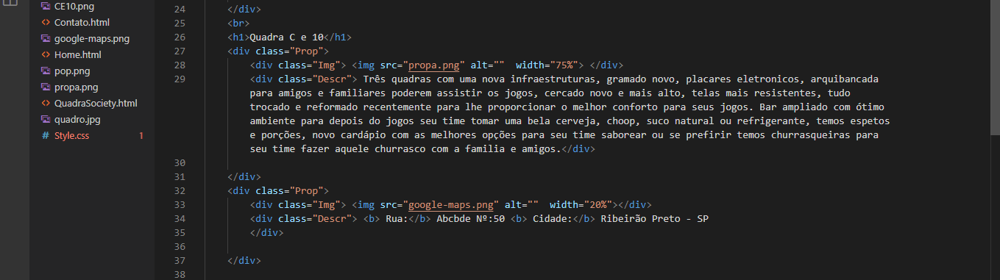 CE10.png
Contato.html
google-maps.png
Home.html
pop.png
propa.png
QuadraSociety.html
quadro.jpg
# Style.css 1
24 </div>
25 <br>
26 <h1>Quadra C e 10</h1>
27 <div class="Prop">
28 <div class="Img"> <img src="propa.png" alt=""  width="75%"> </div>
29 <div class="Descr"> Três quadras com uma nova infraestruturas, gramado novo, placares eletronicos, arquibancada
para amigos e familiares poderem assistir os jogos, cercado novo e mais alto, telas mais resistentes, tudo
trocado e reformado recentemente para lhe proporcionar o melhor conforto para seus jogos. Bar ampliado com ótimo
ambiente para depois do jogos seu time tomar uma bela cerveja, choop, suco natural ou refrigerante, temos espetos
e porções, novo cardápio com as melhores opções para seu time saborear ou se prefirir temos churrasqueiras para
seu time fazer aquele churrasco com a familia e amigos.</div>
30
31 </div>
32 <div class="Prop">
33 <div class="Img"> <img src="google-maps.png" alt=""  width="20%"></div>
34 <div class="Descr"> <b> Rua:</b> Abcbde Nº:50 <b> Cidade:</b> Ribeirão Preto - SP
35 </div>
36
37 </div>
38